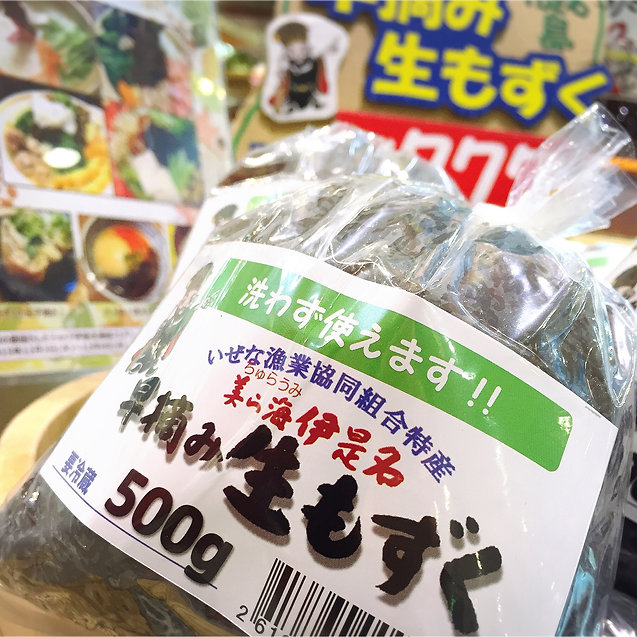 早摘み
生もずく
洗わず使えます!!
いぜな漁業協同組合特産
ちゅらうみ
美ら海伊是名
早摘み生もずく
要冷蔵
500g